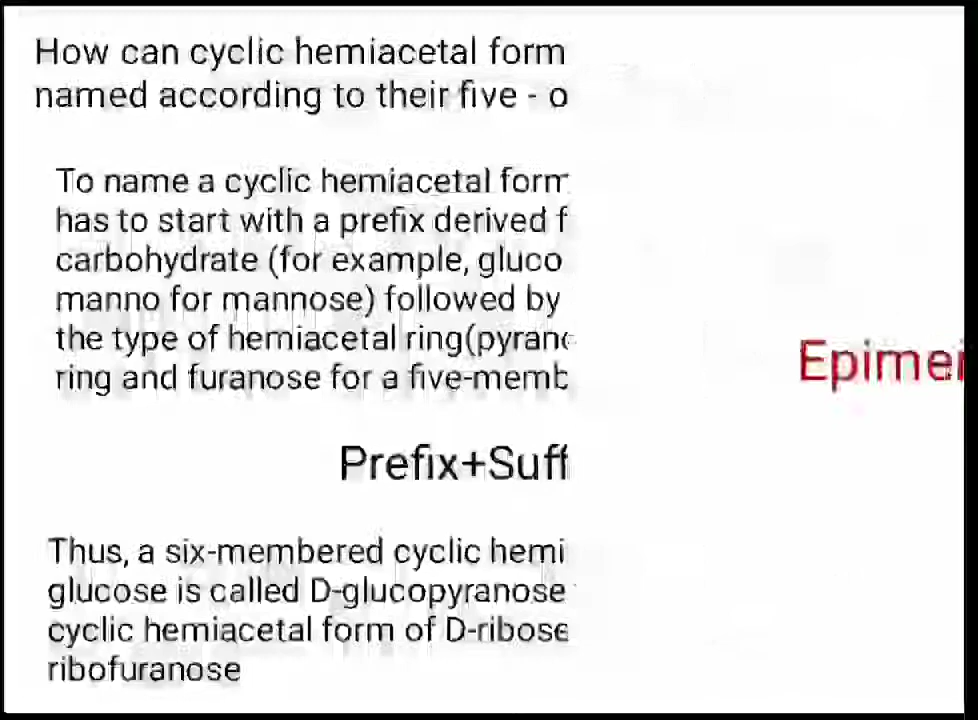 How can cyclic hemiacetal form
named according to their five - o
To name a cyclic hemiacetal form
has to start with a prefix derived f
carbohydrate (for example, gluco
manno for mannose) followed by
the type of hemiacetal ring(pyran
ring and furanose for a five-memb
Epimer
Prefix+Suff
Thus, a six-membered cyclic hemi
glucose is called D-glucopyranose
cyclic hemiacetal form of D-ribose
ribofuranose